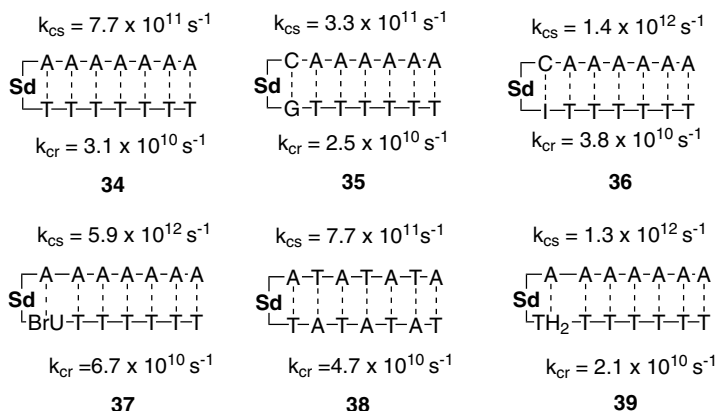 k_cs = 7.7 x 10^11 s^-1
A-A-A-A-A-A-A
Sd
T-T-T-T-T-T-T
k_cr = 3.1 x 10^10 s^-1
34
k_cs = 3.3 x 10^11 s^-1
C-A-A-A-A-A-A
Sd
G-T-T-T-T-T-T
k_cr = 2.5 x 10^10 s^-1
35
k_cs = 1.4 x 10^12 s^-1
C-A-A-A-A-A-A
Sd
I-T-T-T-T-T-T
k_cr = 3.8 x 10^10 s^-1
36
k_cs = 5.9 x 10^12 s^-1
A-A-A-A-A-A-A
Sd
BrU-T-T-T-T-T-T
k_cr =6.7 x 10^10 s^-1
37
k_cs = 7.7 x 10^11s^-1
A-T-A-T-A-T-A
Sd
T-A-T-A-T-A-T
k_cr =4.7 x 10^10 s^-1
38
k_cs = 1.3 x 10^12 s^-1
A-A-A-A-A-A-A
Sd
TH2-T-T-T-T-T-T
k_cr = 2.1 x 10^10 s^-1
39